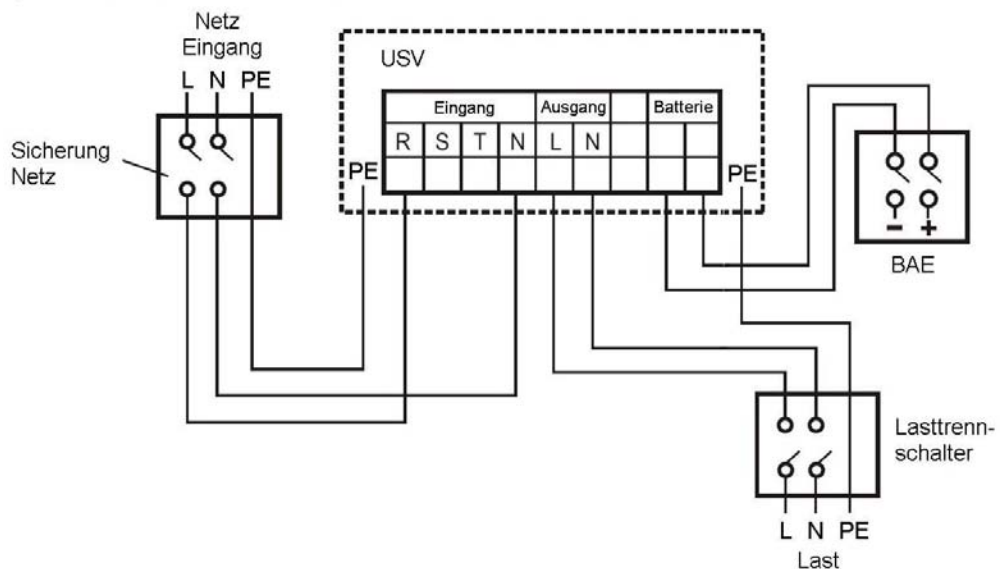 Netz
Eingang
L N PE
Sicherung
Netz
USV
Eingang Ausgang Batterie
R S T N L N
PE
PE
- +
BAE
Lasttrenn-
schalter
L N PE
Last